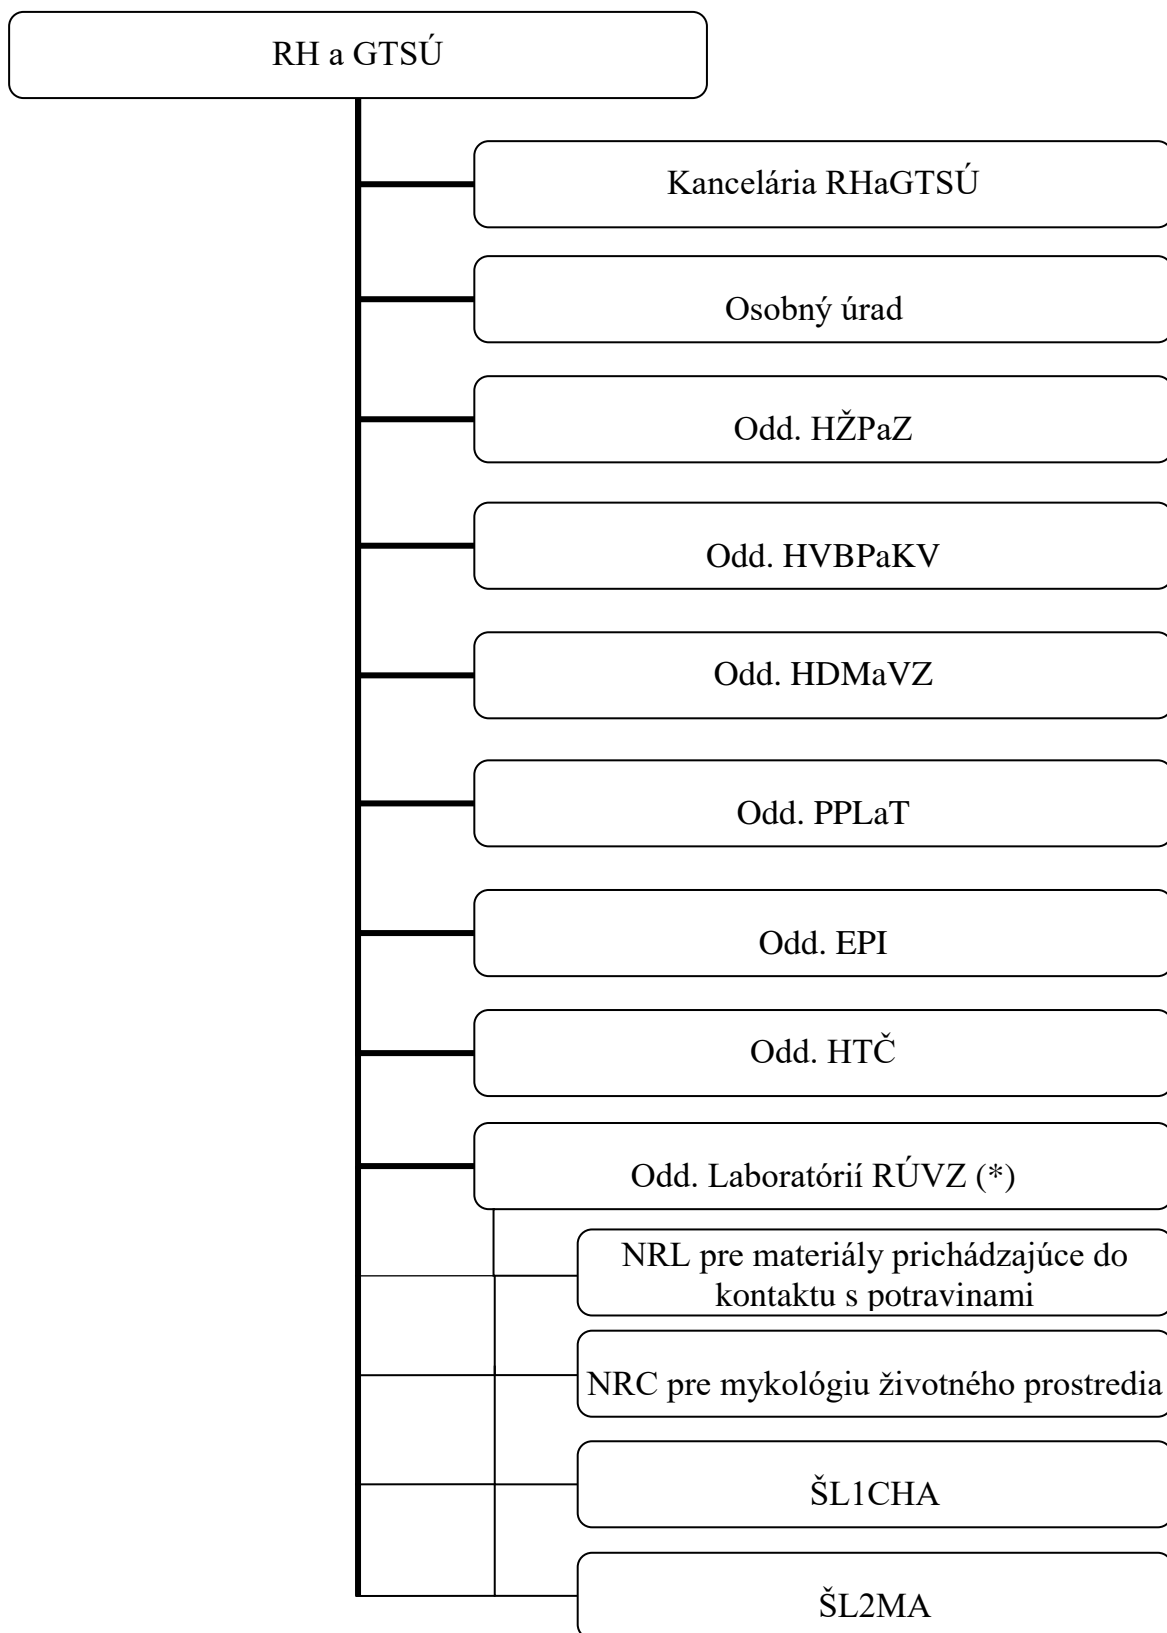 RH a GTSÚ
Kancelária RHaGTSÚ
Osobný úrad
Odd. HŽPaZ
Odd. HVBPaKV
Odd. HDMaVZ
Odd. PPLaT
Odd. EPI
Odd. HTČ
Odd. Laboratórií RÚVZ (*)
NRL pre materiály prichádzajúce do
kontaktu s potravinami
NRC pre mykológiu životného prostredia
ŠL1CHA
ŠL2MA